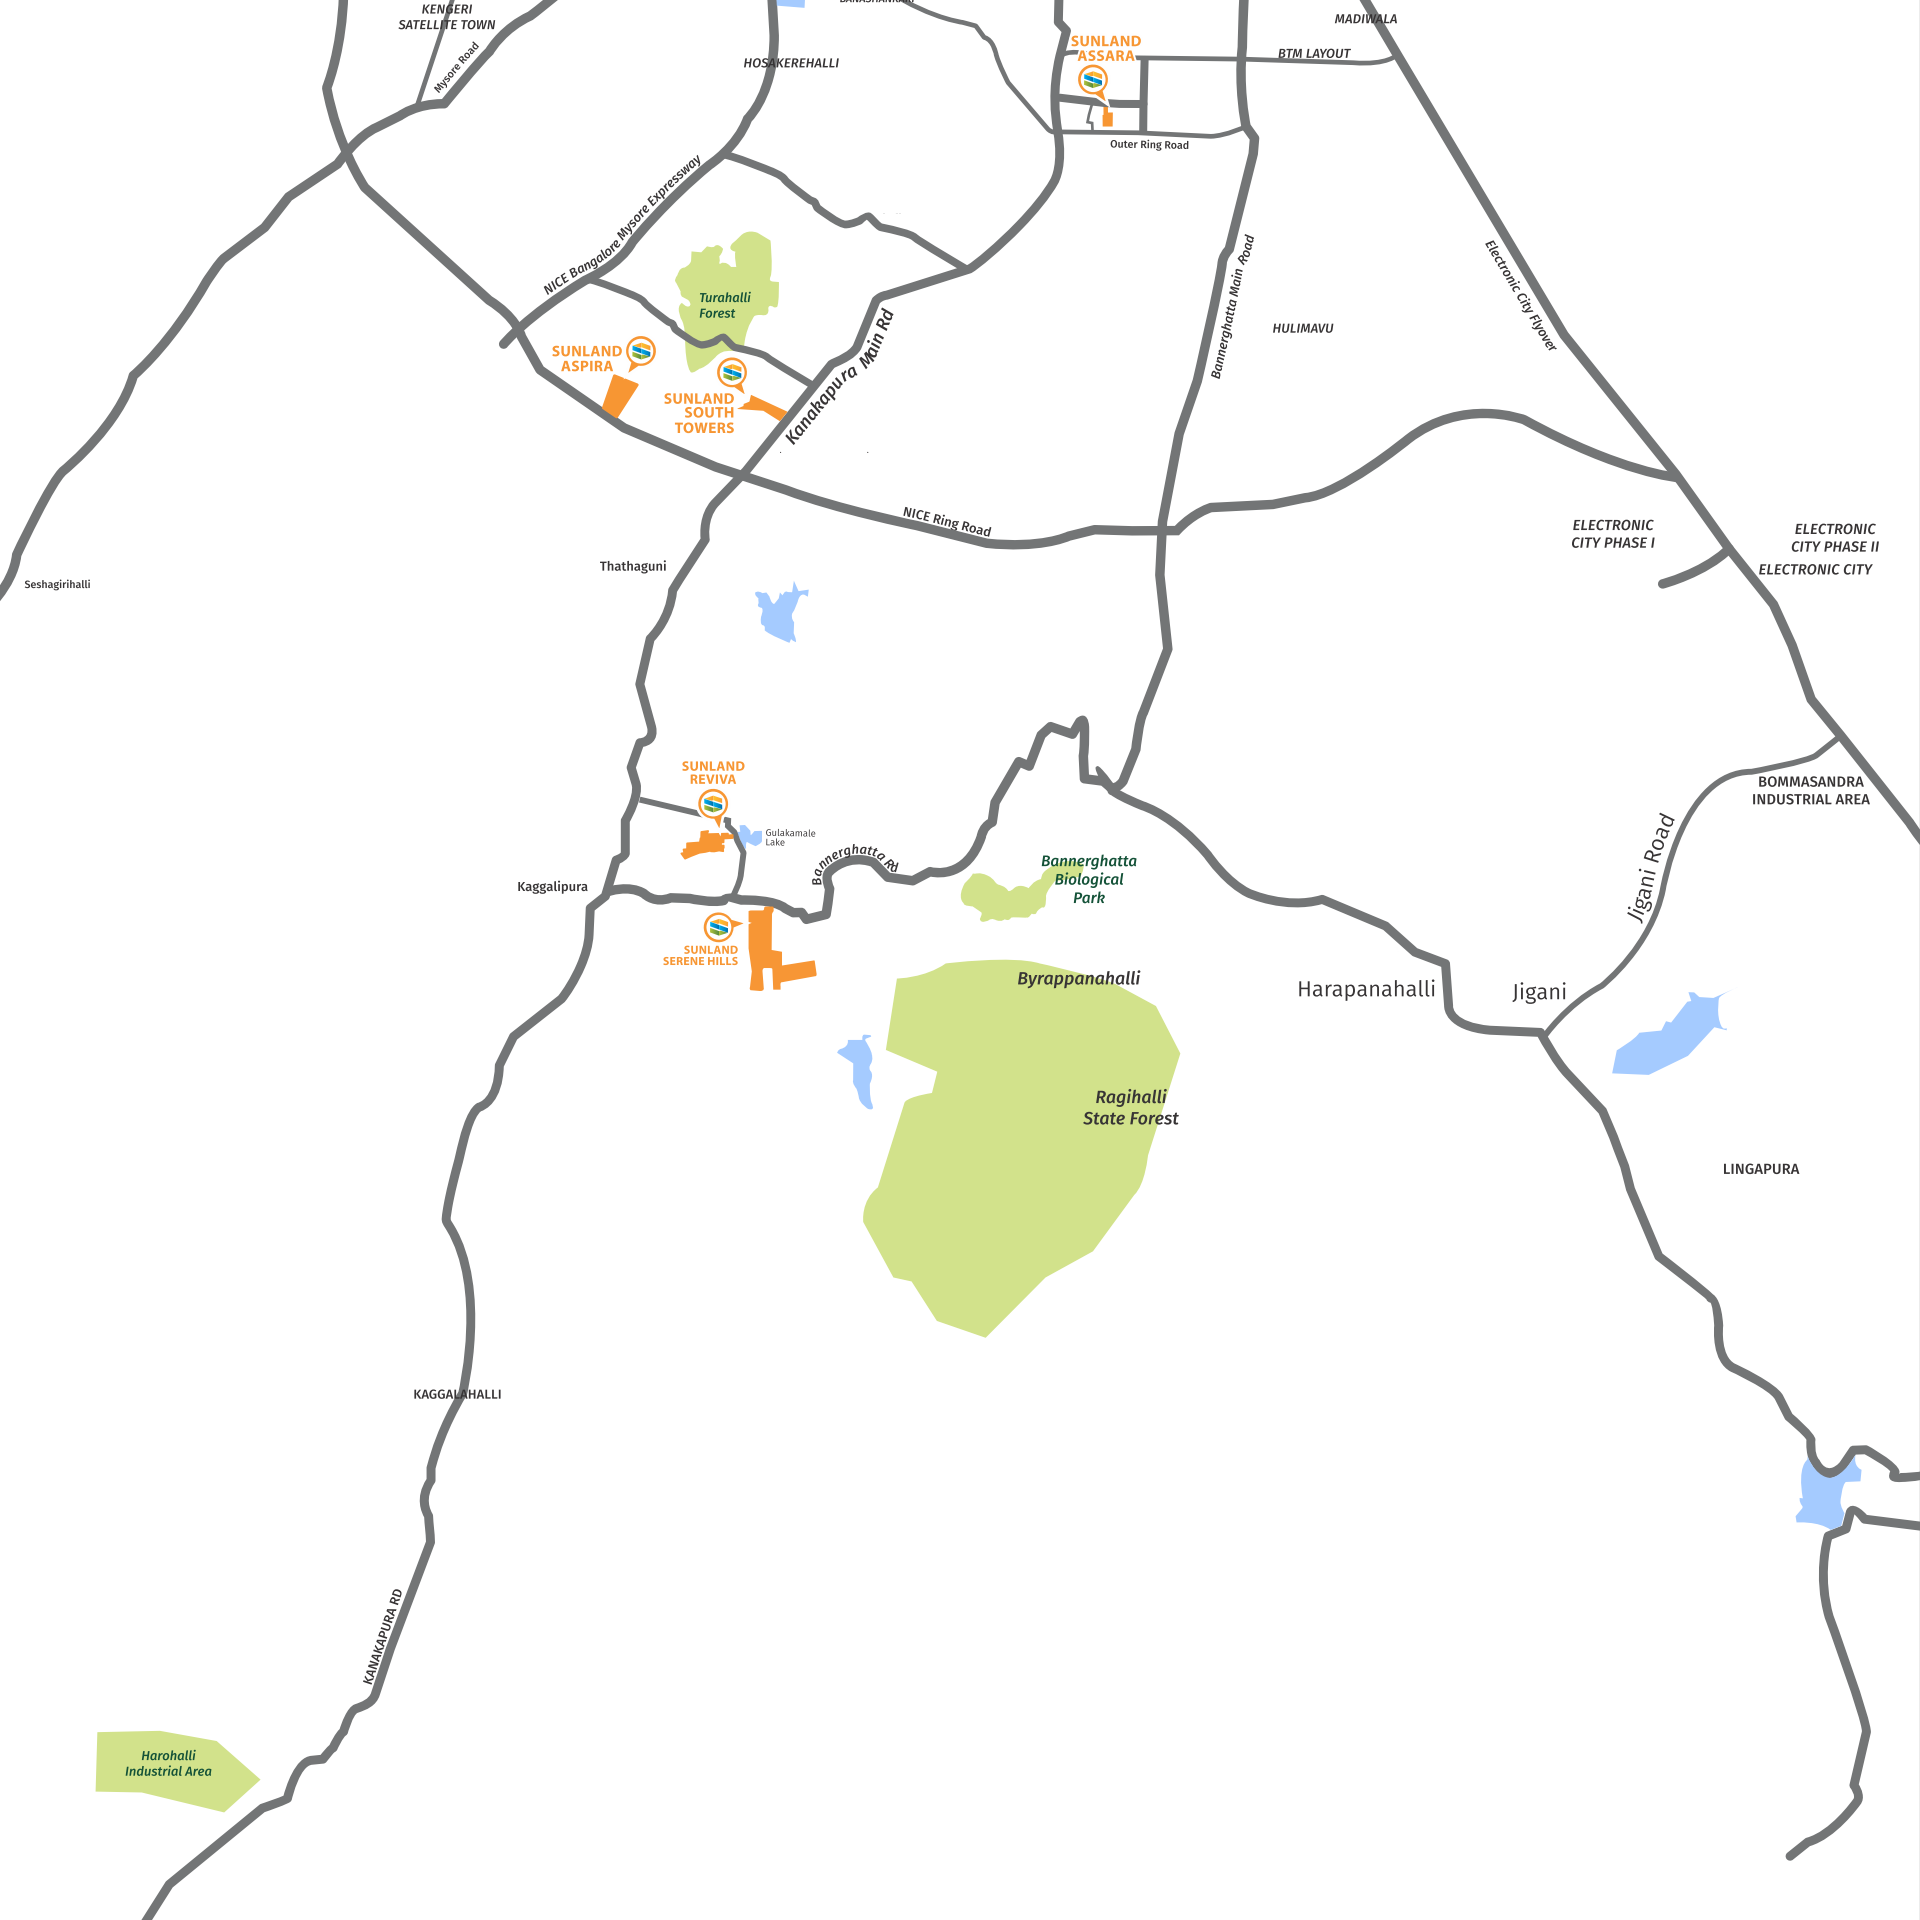 BANASHANKARI
KENGERI
SATELLITE TOWN
MADIWALA
Mysore Road
HOSAKEREHALLI
SUNLAND
ASSARA
BTM LAYOUT
Outer Ring Road
NICE Bangalore Mysore Expressway
Turahalli
Forest
Bannerghatta Main Road
Electronic City Flyover
HULIMAVU
SUNLAND
ASPIRA
SUNLAND
SOUTH
TOWERS
Kanakapura Main Rd
NICE Ring Road
ELECTRONIC
CITY PHASE I
ELECTRONIC
CITY PHASE II
ELECTRONIC CITY
Thathaguni
Seshagirihalli
SUNLAND
REVIVA
BOMMASANDRA
INDUSTRIAL AREA
Gulakamale
Lake
Bannerghatta Rd
Bannerghatta
Biological
Park
Jigani Road
Kaggalipura
SUNLAND
SERENE HILLS
Byrappanahalli
Harapanahalli
Jigani
Ragihalli
State Forest
LINGAPURA
KAGGALAHALLI
KANAKAPURA RD
Harohalli
Industrial Area